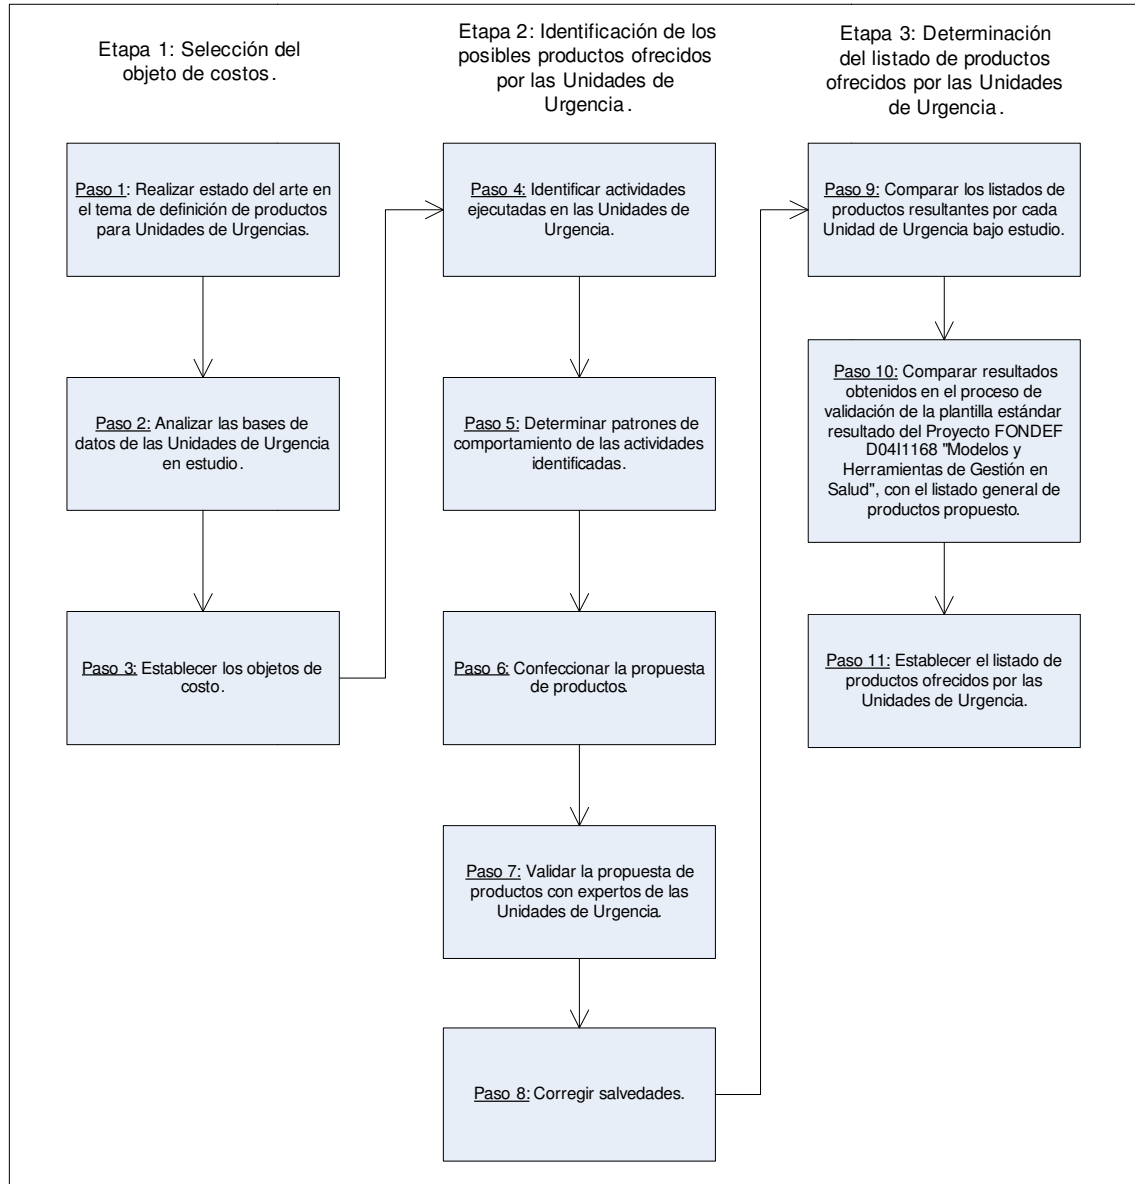 Etapa 1: Selección del
objeto de costos.
Paso 1: Realizar estado del arte en
el tema de definición de productos
para Unidades de Urgencias.
Paso 2: Analizar las bases de
datos de las Unidades de Urgencia
en estudio.
Paso 3: Establecer los objetos de
costo.
Etapa 2: Identificación de los
posibles productos ofrecidos
por las Unidades de
Urgencia.
Paso 4: Identificar actividades
ejecutadas en las Unidades de
Urgencia.
Paso 5: Determinar patrones de
comportamiento de las actividades
identificadas.
Paso 6: Confeccionar la propuesta
de productos.
Paso 7: Validar la propuesta de
productos con expertos de las
Unidades de Urgencia.
Paso 8: Corregir salvedades.
Etapa 3: Determinación
del listado de productos
ofrecidos por las Unidades
de Urgencia.
Paso 9: Comparar los listados de
productos resultantes por cada
Unidad de Urgencia bajo estudio.
Paso 10: Comparar resultados
obtenidos en el proceso de
validación de la plantilla estándar
resultado del Proyecto FONDEF
D04I1168 "Modelos y
Herramientas de Gestión en
Salud", con el listado general de
productos propuesto.
Paso 11: Establecer el listado de
productos ofrecidos por las
Unidades de Urgencia.